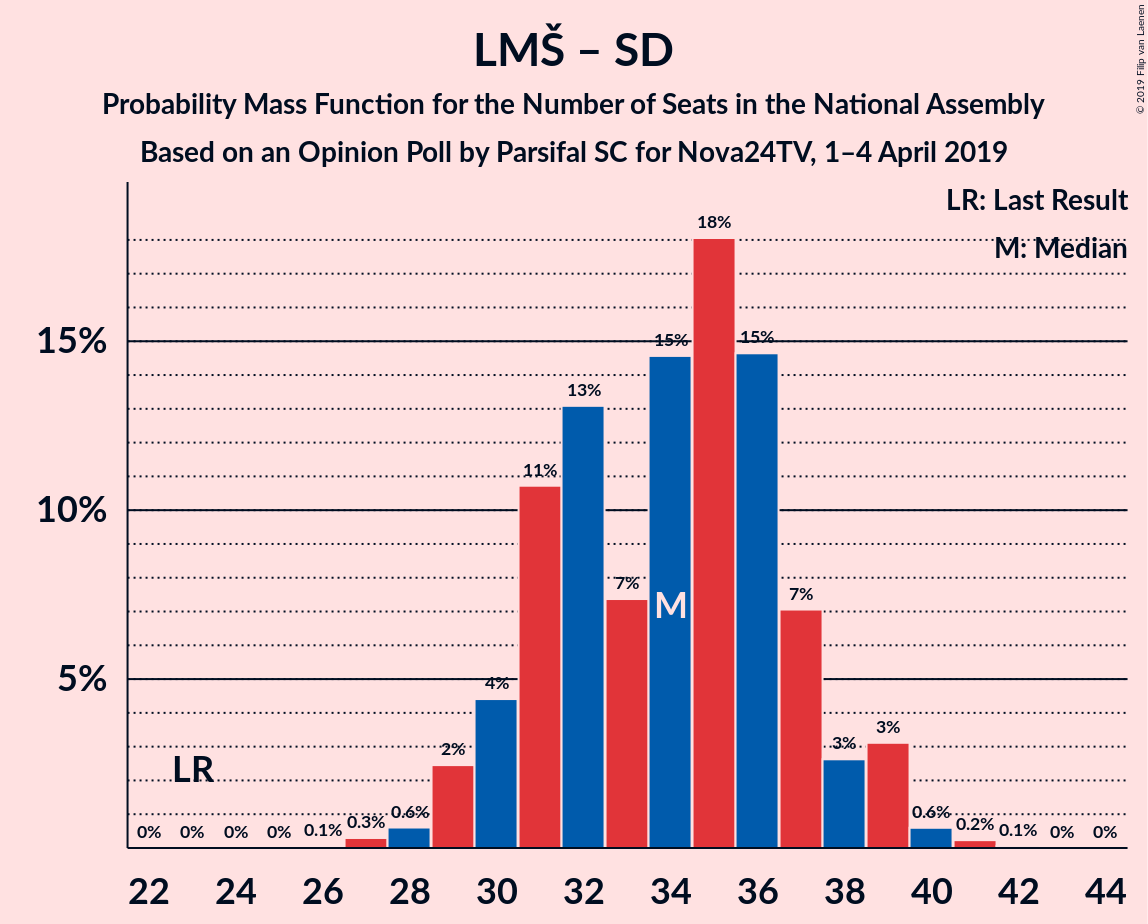 LMŠ – SD
Probability Mass Function for the Number of Seats in the National Assembly
Based on an Opinion Poll by Parsifal SC for Nova24TV, 1–4 April 2019
© 2019 Filip van Laenen
LR: Last Result
M: Median
15%
10%
5%
0% 0% 0% 0% 0.1% 0.3% 0.6% 2% 4% 11% 13% 7% 15% 18% 15% 7% 3% 3% 0.6% 0.2% 0.1% 0% 0%
LR
M
22 24 26 28 30 32 34 36 38 40 42 44